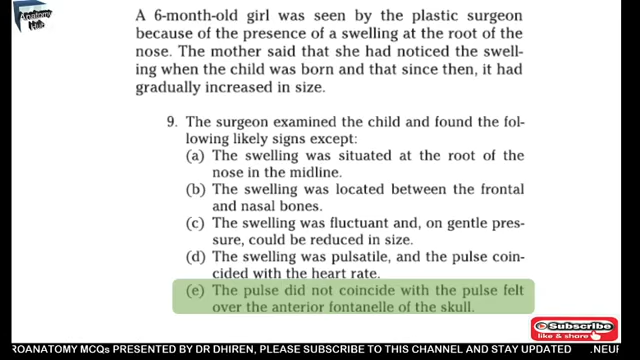 Anatomy
Hub
A 6-month-old girl was seen by the plastic surgeon
because of the presence of a swelling at the root of the
nose. The mother said that she had noticed the swell-
ing when the child was born and that since then, it had
gradually increased in size.
9. The surgeon examined the child and found the fol-
lowing likely signs except:
(a) The swelling was situated at the root of the
nose in the midline.
(b) The swelling was located between the frontal
and nasal bones.
(c) The swelling was fluctuant and, on gentle pres-
sure, could be reduced in size.
(d) The swelling was pulsatile, and the pulse coin-
cided with the heart rate.
(e) The pulse did not coincide with the pulse felt
over the anterior fontanelle of the skull.
Subscribe
like & share
ROANATOMY MCQs PRESENTED BY DR DHIREN, PLEASE SUBSCRIBE TO THIS CHANNEL AND STAY UPDATED .NEUF